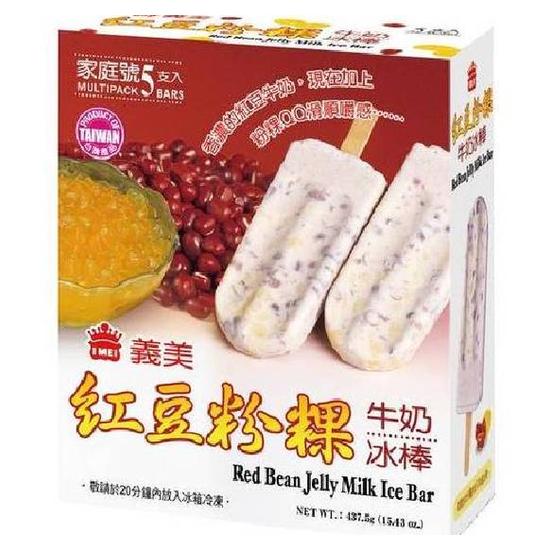 家庭號5支入
MULTIPACK 5 BARS
PRODUCT OF
TAIWAN
台灣產品
香濃的紅豆牛奶，現在加上
粉粿QQ滑順嚼感……
I MEI
義美
紅豆粉粿
牛奶
冰棒
Red Bean Jelly Milk Ice Bar
・敬請於20分鐘內放入冰箱冷凍・
NET WT. : 437.5g (15.43 oz.)
I MEI
紅豆粉粿
牛奶冰棒
Red Bean Jelly Milk Ice Bar